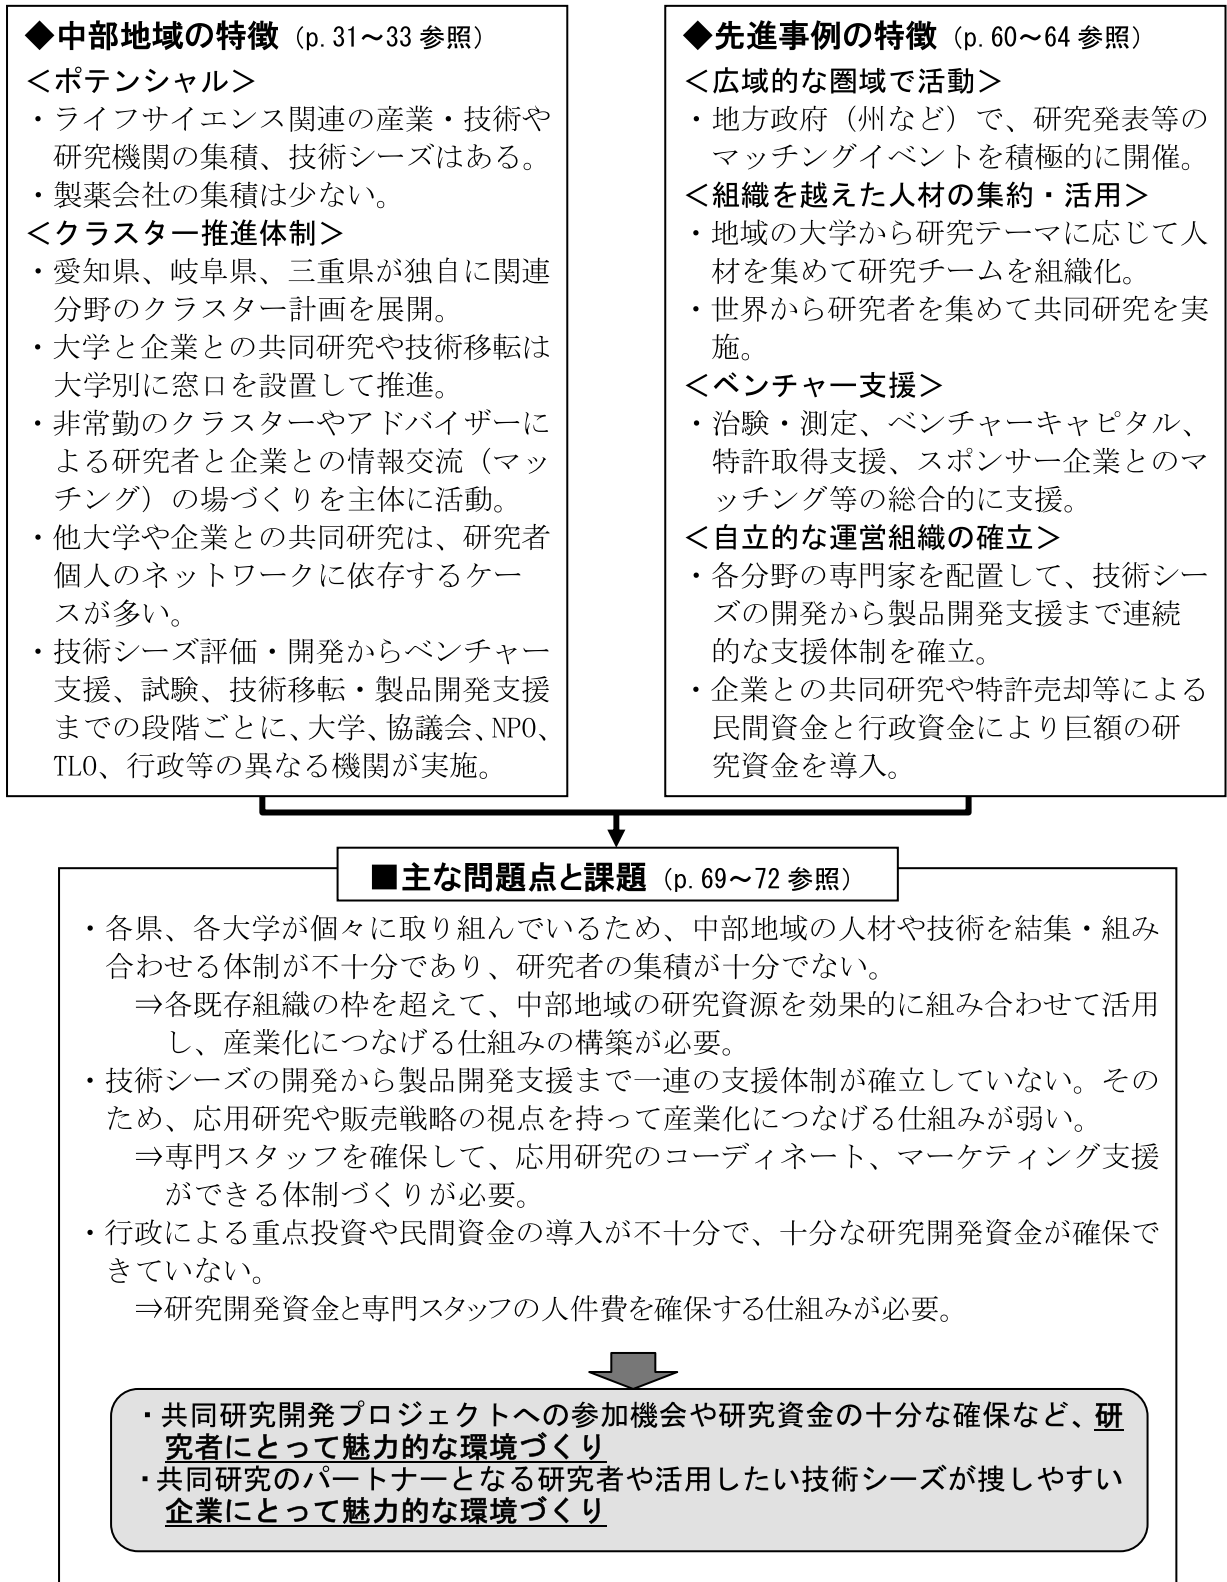 ◆中部地域の特徴（p.31～33 参照）
＜ポテンシャル＞
・ライフサイエンス関連の産業・技術や
研究機関の集積、技術シーズはある。
・製薬会社の集積は少ない。
＜クラスター推進体制＞
・愛知県、岐阜県、三重県が独自に関連
分野のクラスター計画を展開。
・大学と企業との共同研究や技術移転は
大学別に窓口を設置して推進。
・非常勤のクラスターやアドバイザーに
よる研究者と企業との情報交流（マッ
チング）の場づくりを主体に活動。
・他大学や企業との共同研究は、研究者
個人のネットワークに依存するケー
スが多い。
・技術シーズ評価・開発からベンチャー
支援、試験、技術移転・製品開発支援
までの段階ごとに、大学、協議会、NPO、
TLO、行政等の異なる機関が実施。
◆先進事例の特徴（p.60～64 参照）
＜広域的な圏域で活動＞
・地方政府（州など）で、研究発表等の
マッチングイベントを積極的に開催。
＜組織を越えた人材の集約・活用＞
・地域の大学から研究テーマに応じて人
材を集めて研究チームを組織化。
・世界から研究者を集めて共同研究を実
施。
＜ベンチャー支援＞
・治験・測定、ベンチャーキャピタル、
特許取得支援、スポンサー企業とのマ
ッチング等の総合的に支援。
＜自立的な運営組織の確立＞
・各分野の専門家を配置して、技術シー
ズの開発から製品開発支援まで連続
的な支援体制を確立。
・企業との共同研究や特許売却等による
民間資金と行政資金により巨額の研
究資金を導入。
■主な問題点と課題（p.69～72 参照）
・各県、各大学が個々に取り組んでいるため、中部地域の人材や技術を結集・組み
合わせる体制が不十分であり、研究者の集積が十分でない。
⇒各既存組織の枠を超えて、中部地域の研究資源を効果的に組み合わせて活用
し、産業化につなげる仕組みの構築が必要。
・技術シーズの開発から製品開発支援まで一連の支援体制が確立していない。その
ため、応用研究や販売戦略の視点を持って産業化につなげる仕組みが弱い。
⇒専門スタッフを確保して、応用研究のコーディネート、マーケティング支援
ができる体制づくりが必要。
・行政による重点投資や民間資金の導入が不十分で、十分な研究開発資金が確保で
きていない。
⇒研究開発資金と専門スタッフの人件費を確保する仕組みが必要。
・共同研究開発プロジェクトへの参加機会や研究資金の十分な確保など、研
究者にとって魅力的な環境づくり
・共同研究のパートナーとなる研究者や活用したい技術シーズが捜しやすい
企業にとって魅力的な環境づくり